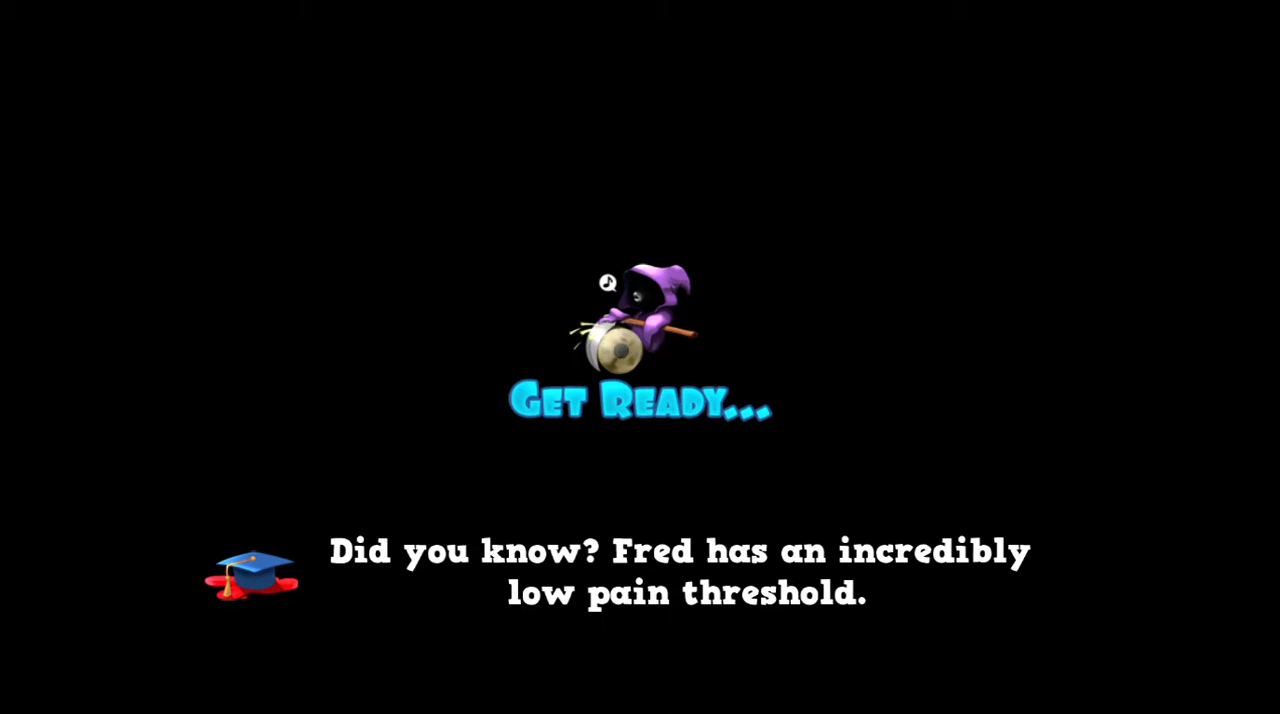 Get Ready...
Did you know? Fred has an incredibly
low pain threshold.